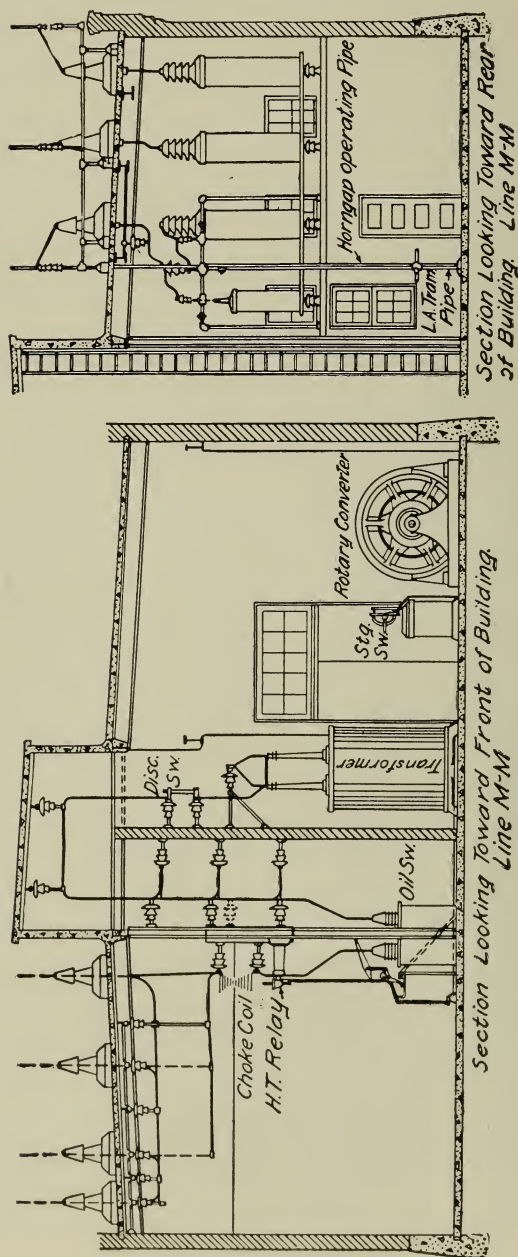 Horngap operating Pipe
L.A. Tram.
Pipe
Section Looking Toward Rear
of Building. Line M-M
Disc.
Sw.
Choke Coil
H.T. Relay
Oil Sw.
Transformer
Stg.
Sw.
Rotary Converter
Section Looking Toward Front of Building.
Line M-M